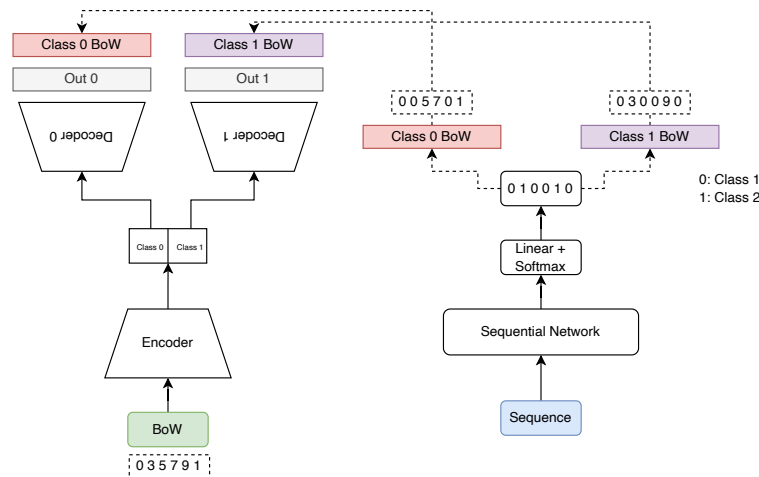 Class 0 BoW
Class 1 BoW
Out 0
Out 1
Decoder 0
Decoder 1
Class 0
Class 1
Encoder
BoW
0 3 5 7 9 1
0 0 5 7 0 1
0 3 0 0 9 0
Class 0 BoW
Class 1 BoW
0 1 0 0 1 0
0: Class 1
1: Class 2
Linear +
Softmax
Sequential Network
Sequence